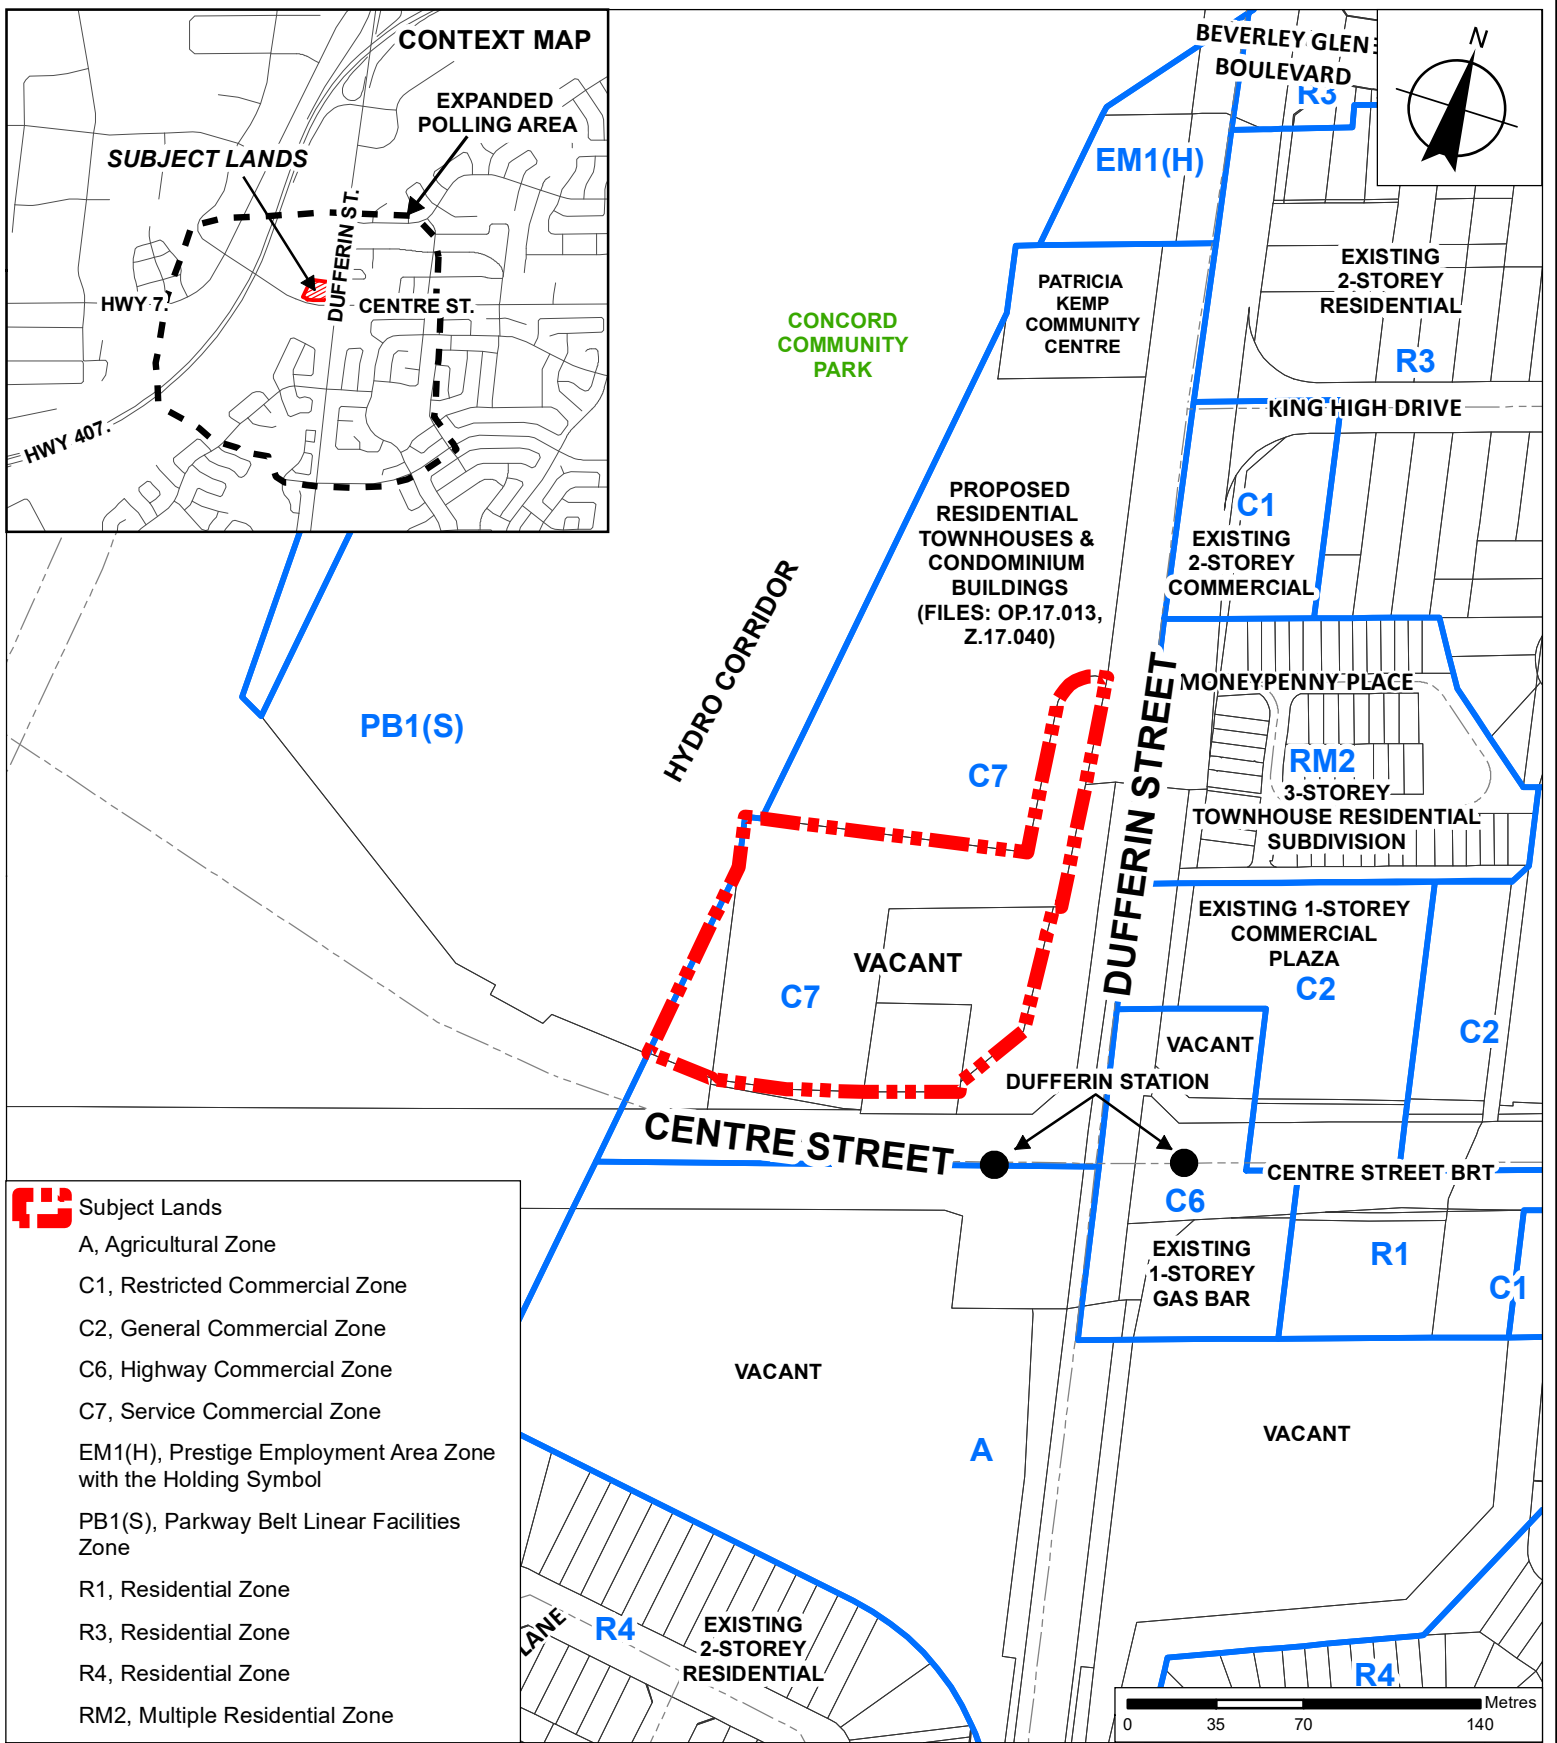 CONTEXT MAP
EXPANDED
POLLING AREA
SUBJECT LANDS
DUFFERIN ST.
HWY 7.
CENTRE ST.
HWY 407.
BEVERLEY GLEN
BOULEVARD
R3
N
EM1(H)
PATRICIA
KEMP
COMMUNITY
CENTRE
EXISTING
2-STOREY
RESIDENTIAL
R3
CONCORD
COMMUNITY
PARK
KING HIGH DRIVE
PROPOSED
RESIDENTIAL
TOWNHOUSES &
CONDOMINIUM
BUILDINGS
(FILES: OP.17.013,
Z.17.040)
C1
EXISTING
2-STOREY
COMMERCIAL
HYDRO CORRIDOR
PB1(S)
MONEYPENNY PLACE
C7
RM2
3-STOREY
TOWNHOUSE RESIDENTIAL
SUBDIVISION
DUFFERIN STREET
EXISTING 1-STOREY
COMMERCIAL
PLAZA
C2
VACANT
C7
C2
VACANT
DUFFERIN STATION
CENTRE STREET
CENTRE STREET BRT
C6
EXISTING
1-STOREY
GAS BAR
R1
C1
VACANT
VACANT
A
LANE
R4
EXISTING
2-STOREY
RESIDENTIAL
R4
Subject Lands
A, Agricultural Zone
C1, Restricted Commercial Zone
C2, General Commercial Zone
C6, Highway Commercial Zone
C7, Service Commercial Zone
EM1(H), Prestige Employment Area Zone
with the Holding Symbol
PB1(S), Parkway Belt Linear Facilities
Zone
R1, Residential Zone
R3, Residential Zone
R4, Residential Zone
RM2, Multiple Residential Zone
Metres
0 35 70 140